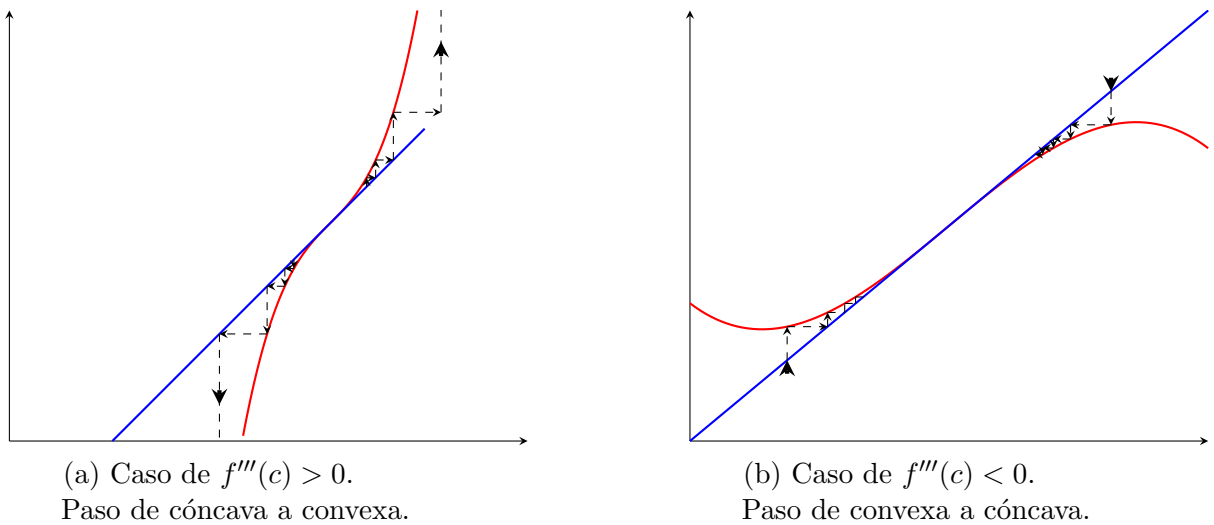 (a) Caso de f′′′(c) > 0.
Paso de cóncava a convexa.
(b) Caso de f′′′(c) < 0.
Paso de convexa a cóncava.